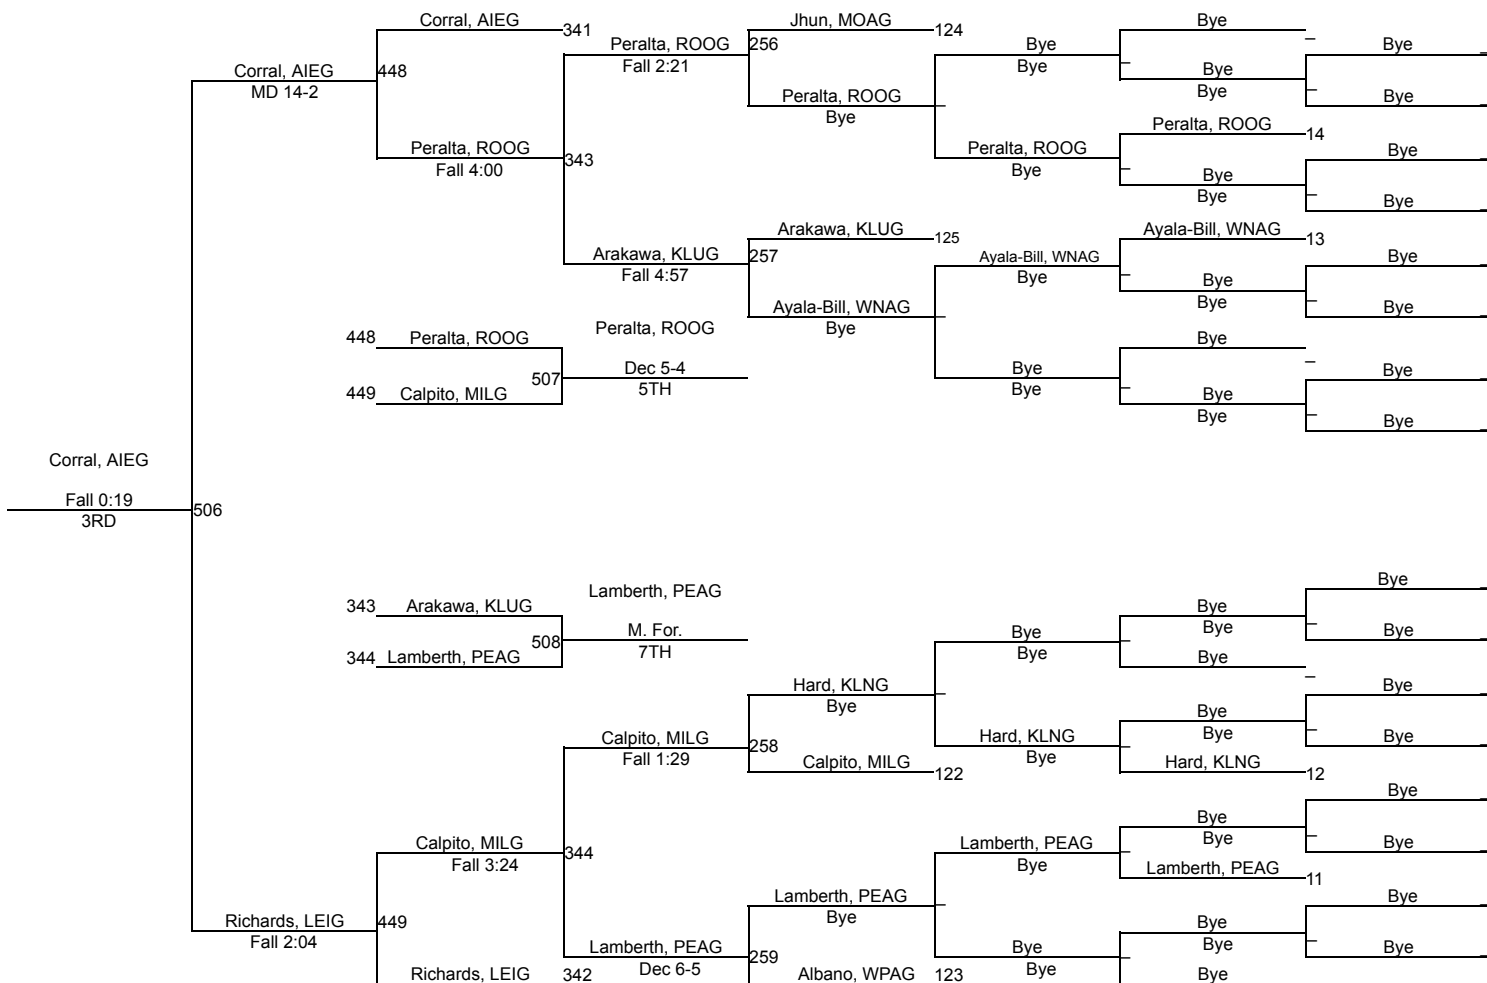 Corral, AIEG
341
Jhun, MOAG
124
Bye
Peralta, ROOG
256
Fall 2:21
Bye
Bye
Bye
Corral, AIEG
448
MD 14-2
Bye
Bye
Peralta, ROOG
Bye
Bye
Peralta, ROOG
14
Peralta, ROOG
Fall 4:00
343
Peralta, ROOG
Bye
Bye
Bye
Bye
Bye
Arakawa, KLUG
125
Ayala-Bill, WNAG
13
Arakawa, KLUG
257
Fall 4:57
Ayala-Bill, WNAG
Bye
Bye
Bye
Bye
Ayala-Bill, WNAG
Bye
Bye
448
Peralta, ROOG
Peralta, ROOG
Bye
507
Dec 5-4
5TH
Bye
Bye
Bye
449
Calpito, MILG
Bye
Bye
Bye
Corral, AIEG
Fall 0:19
3RD
506
Bye
Lamberth, PEAG
343
Arakawa, KLUG
Bye
Bye
508
M. For.
7TH
Bye
Bye
Bye
344
Lamberth, PEAG
Bye
Hard, KLNG
Bye
Bye
Bye
Bye
Calpito, MILG
258
Fall 1:29
Hard, KLNG
Bye
Bye
Calpito, MILG
122
Hard, KLNG
12
Bye
Bye
Bye
Calpito, MILG
Fall 3:24
344
Lamberth, PEAG
Bye
Bye
Lamberth, PEAG
11
Lamberth, PEAG
Bye
Bye
Richards, LEIG
449
Fall 2:04
Bye
Bye
Lamberth, PEAG
259
Dec 6-5
Bye
Bye
Bye
Richards, LEIG
342
Albano, WPAG
123
Bye